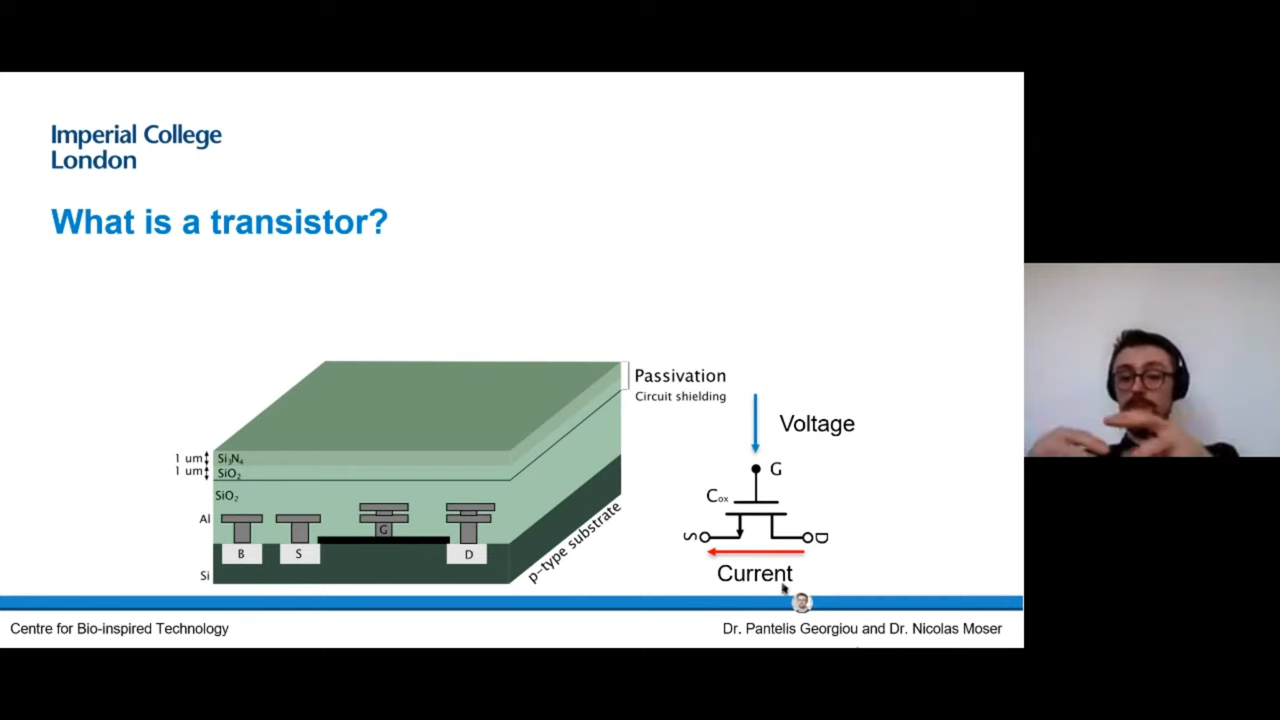 Imperial College
London
What is a transistor?
Passivation
Circuit shielding
Voltage
1 um
Si₃N₄
1 um
SiO₂
SiO₂
G
Cₒₓ
Al
G
S
D
B
S
D
p-type substrate
Si
Current
Centre for Bio-inspired Technology
Dr. Pantelis Georgiou and Dr. Nicolas Moser